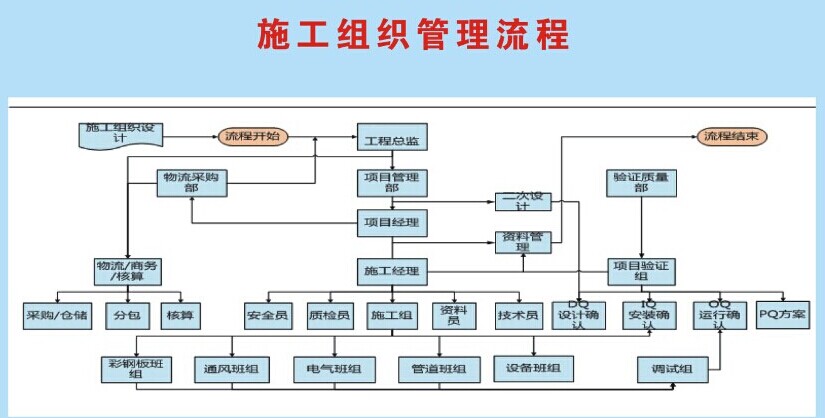 施工组织管理流程
施工组织设
计
流程开始
工程总监
流程结束
物流采购
部
项目管理
部
二次设
计
验证质量
部
项目经理
资料管
理
物流/商务
/核算
施工经理
项目验证
组
采购/仓储
分包
核算
安全员
质检员
施工组
资料
员
技术员
DQ
设计确
认
IQ
安装确
认
OQ
运行确
认
PQ方案
彩钢板班
组
通风班组
电气班组
管道班组
设备班组
调试组